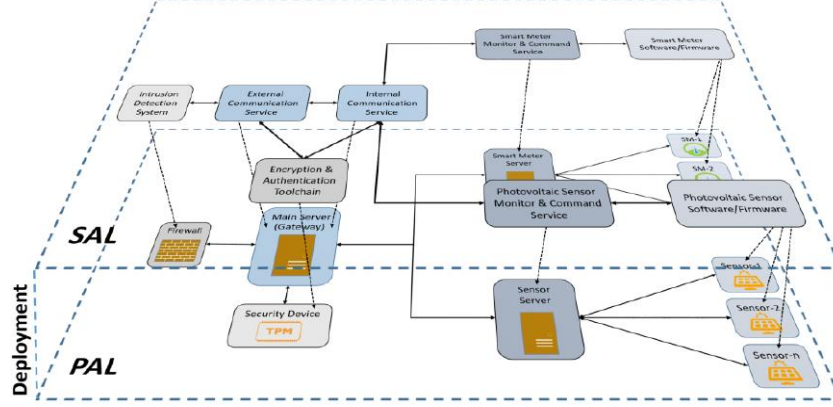 Smart Meter
Monitor & Command
Service
Smart Meter
Software/Firmware
Intrusion
Detection
System
External
Communication
Service
Internal
Communication
Service
SM-1
Smart Meter
Server
SM-2
Encryption &
Authentication
Toolchain
Photovoltaic Sensor
Monitor & Command
Service
Photovoltaic Sensor
Software/Firmware
Main Server
(Gateway)
Firewall
SAL
Sensor-1
Sensor
Server
Security Device
TPM
Sensor-2
Sensor-n
PAL
Deployment